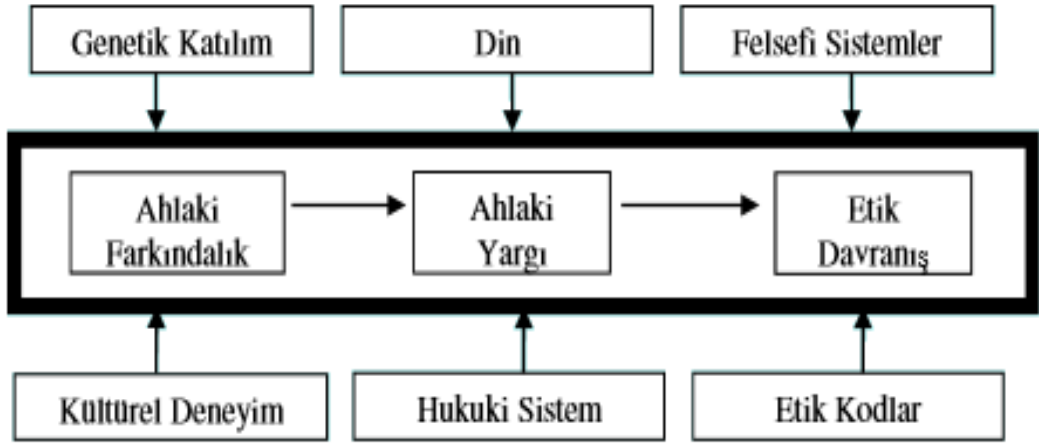 Genetik Katılım
Din
Felsefi Sistemler
Ahlaki
Farkındalık
Ahlaki
Yargı
Etik
Davranış
Kültürel Deneyim
Hukuki Sistem
Etik Kodlar